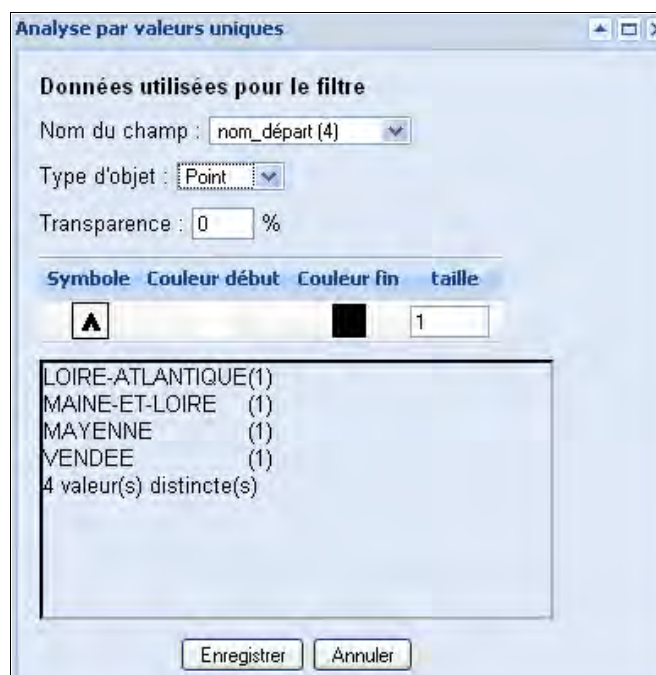 Analyse par valeurs uniques
Données utilisées pour le filtre
Nom du champ : nom_départ (4)
Type d'objet : Point
Transparence : 0 %
Symbole Couleur début Couleur fin taille
1
LOIRE-ATLANTIQUE(1)
MAINE-ET-LOIRE (1)
MAYENNE (1)
VENDEE (1)
4 valeur(s) distincte(s)
Enregistrer Annuler